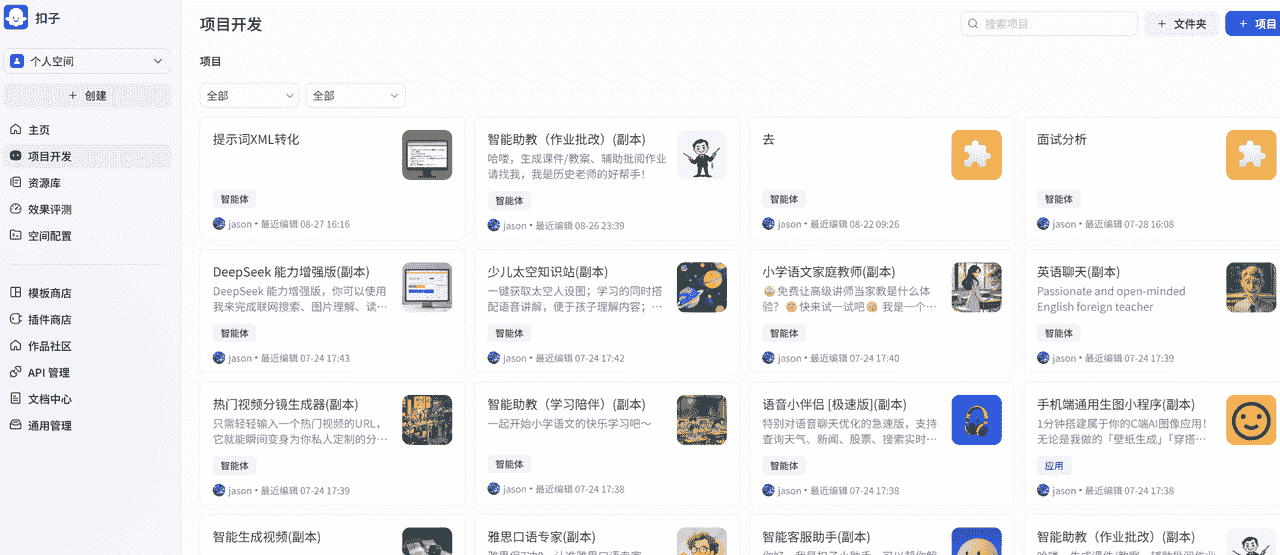 扣子
个人空间
+ 创建
主页
项目开发
资源库
效果评测
空间配置
模板商店
插件商店
作品社区
API 管理
文档中心
通用管理
项目开发
搜索项目
+ 文件夹
+ 项目
项目
全部
全部
提示词XML转化
智能体
jason • 最近编辑 08-27 16:16
智能助教（作业批改）(副本)
哈喽，生成课件/教案、辅助批阅作业
请找我，我是历史老师的好帮手！
智能体
jason • 最近编辑 08-26 23:39
去
智能体
jason • 最近编辑 08-22 09:26
面试分析
智能体
jason • 最近编辑 07-28 16:08
DeepSeek 能力增强版(副本)
DeepSeek 能力增强版，你可以使用
我来完成联网搜索、图片理解、读…
智能体
jason • 最近编辑 07-24 17:43
少儿太空知识站(副本)
一键获取太空人设图；学习的同时搭
配语音讲解，便于孩子理解内容；…
智能体
jason • 最近编辑 07-24 17:42
小学语文家庭教师(副本)
免费让高级讲师当家教是什么体
验？ 快来试一试吧 我是一个…
智能体
jason • 最近编辑 07-24 17:40
英语聊天(副本)
Passionate and open-minded
English foreign teacher
智能体
jason • 最近编辑 07-24 17:39
热门视频分镜生成器(副本)
只需轻轻输入一个热门视频的URL，
它就能瞬间变身为你私人定制的分…
智能体
jason • 最近编辑 07-24 17:39
智能助教（学习陪伴）(副本)
一起开始小学语文的快乐学习吧～
智能体
jason • 最近编辑 07-24 17:38
语音小伴侣 [极速版](副本)
特别对语音聊天优化的急速版，支持
查询天气、新闻、股票、搜索实时…
智能体
jason • 最近编辑 07-24 17:38
手机端通用生图小程序(副本)
1分钟搭建属于你的C端AI图像应用！
无论是我做的「壁纸生成」「穿搭…
应用
jason • 最近编辑 07-24 17:38
智能生成视频(副本)
雅思口语专家(副本)
智能客服助手(副本)
智能助教（作业批改）(副本)